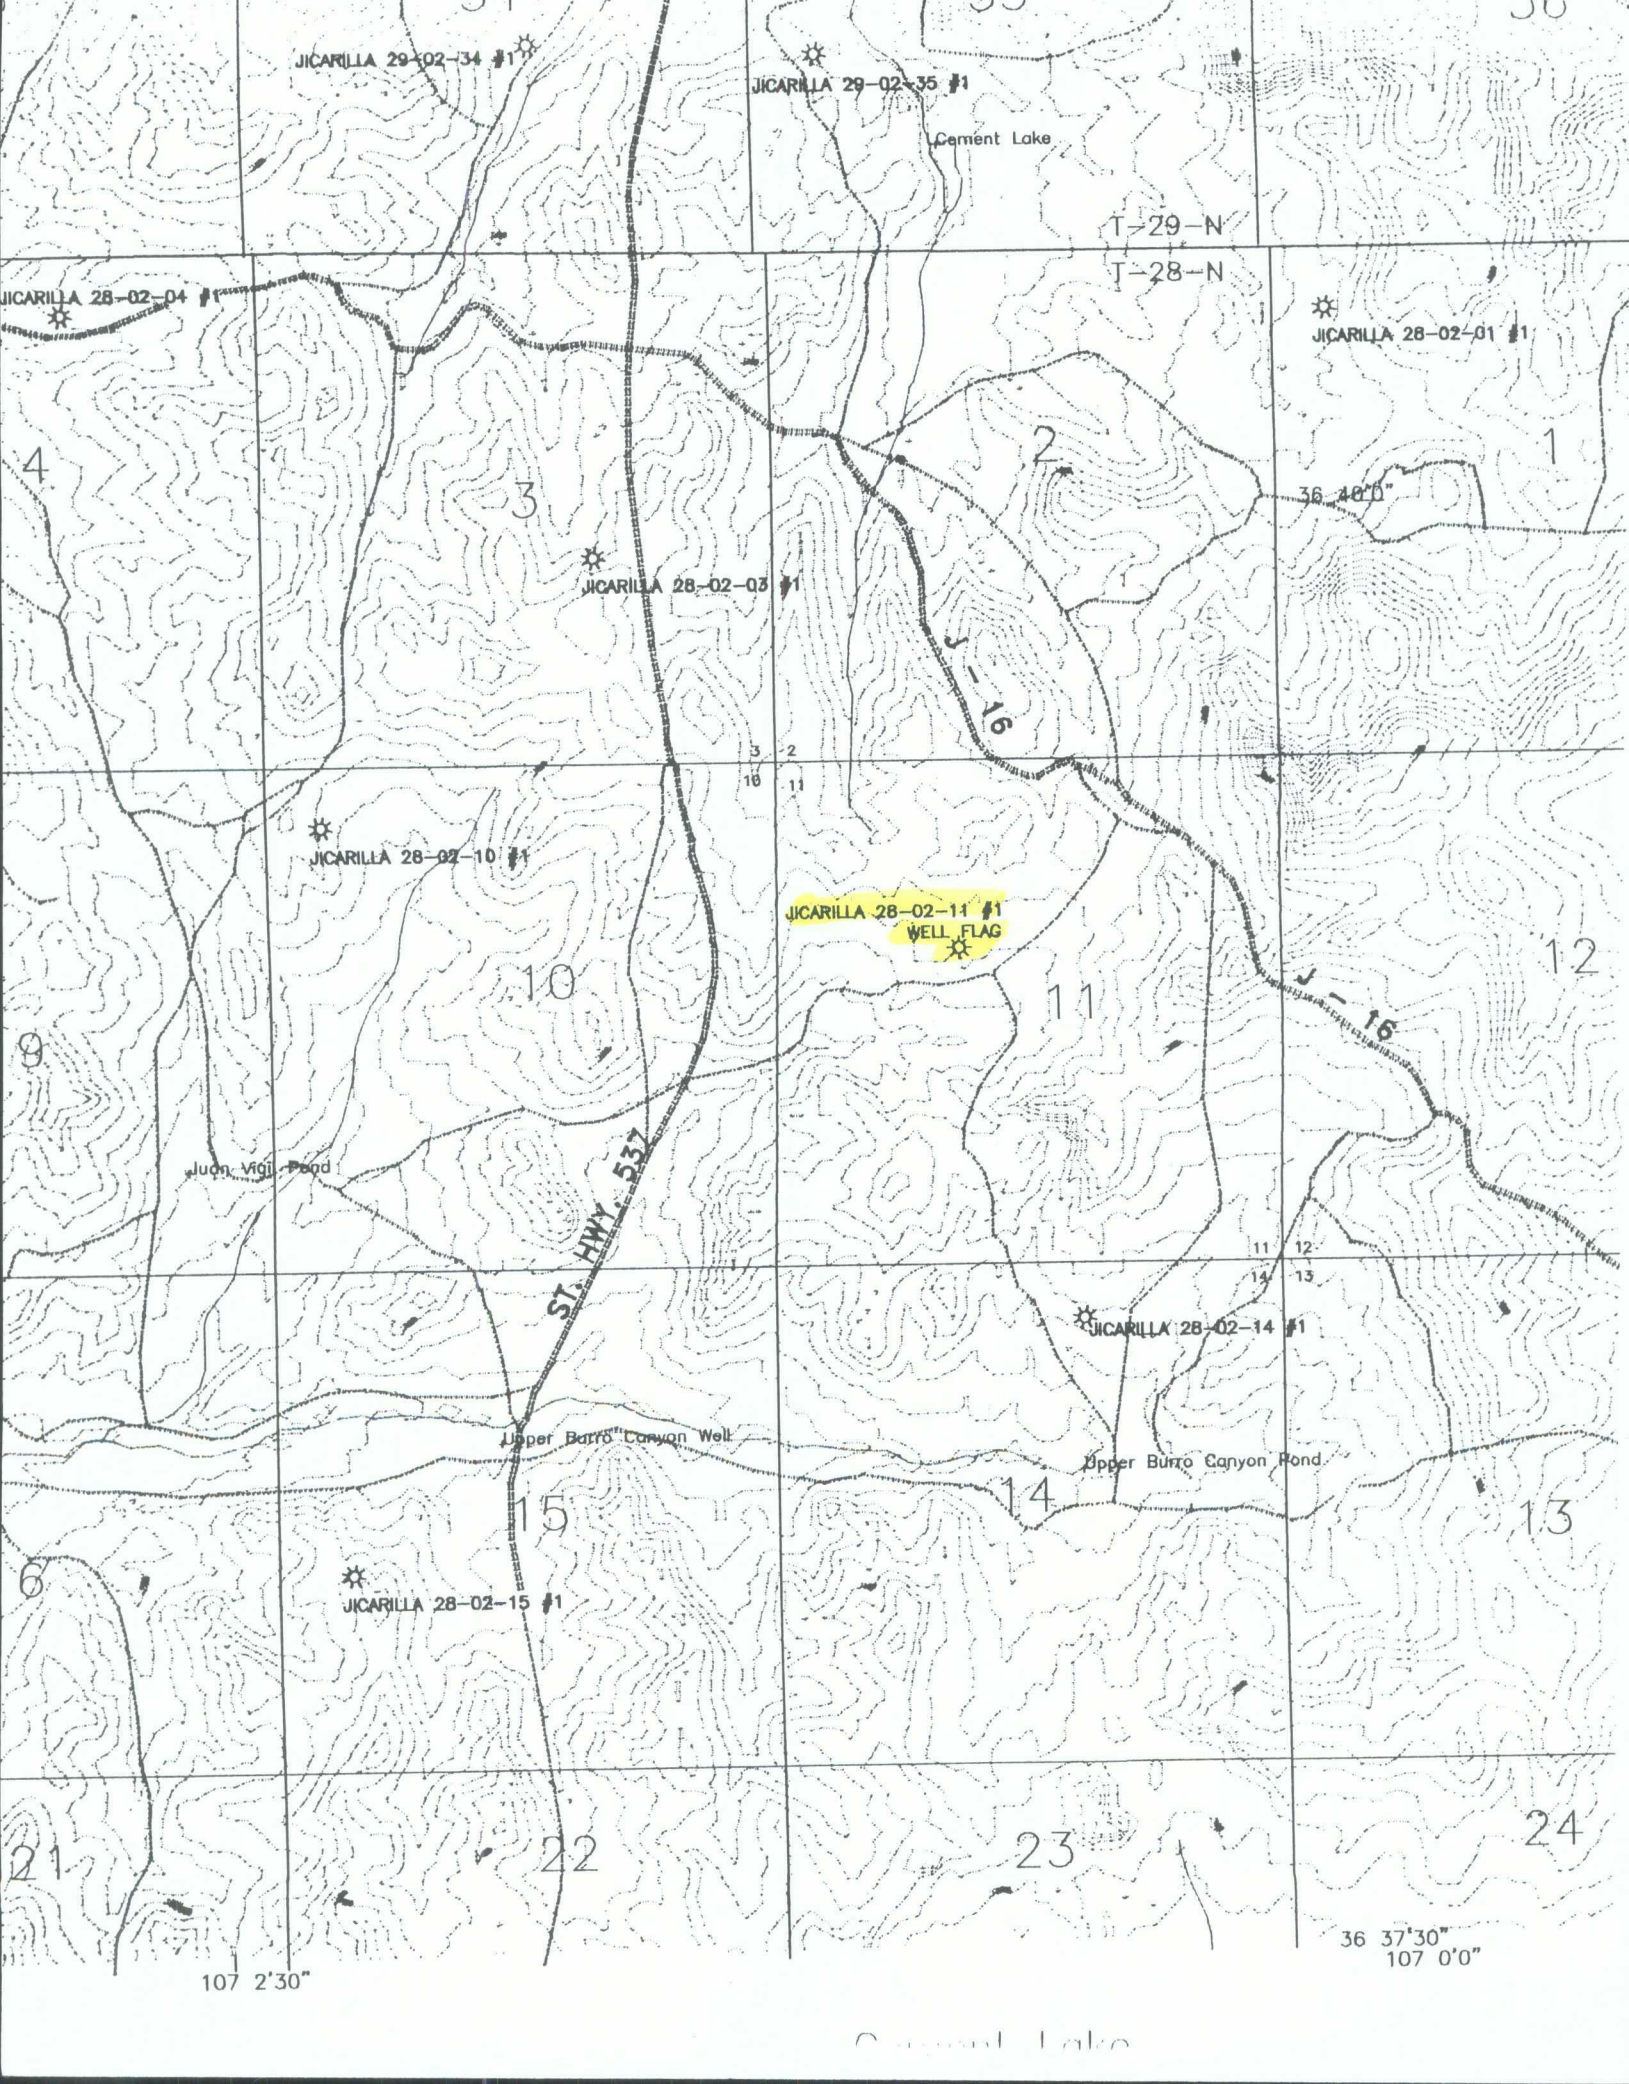 JICARILLA 29-02-34 #1
JICARILLA 29-02-35 #1
Cement Lake
T-29-N
T-28-N
JICARILLA 28-02-04 #1
JICARILLA 28-02-01 #1
4
3
2
1
36 40'0"
JICARILLA 28-02-03 #1
J-16
3 2
10 11
JICARILLA 28-02-10 #1
JICARILLA 28-02-11 #1
WELL FLAG
9
10
11
12
J-16
Juan Vigil Pond
ST. HWY. 537
11 12
14 13
JICARILLA 28-02-14 #1
Upper Burro Canyon Well
Upper Burro Canyon Pond
15
14
13
6
JICARILLA 28-02-15 #1
21
22
23
24
36 37'30"
107 0'0"
107 2'30"